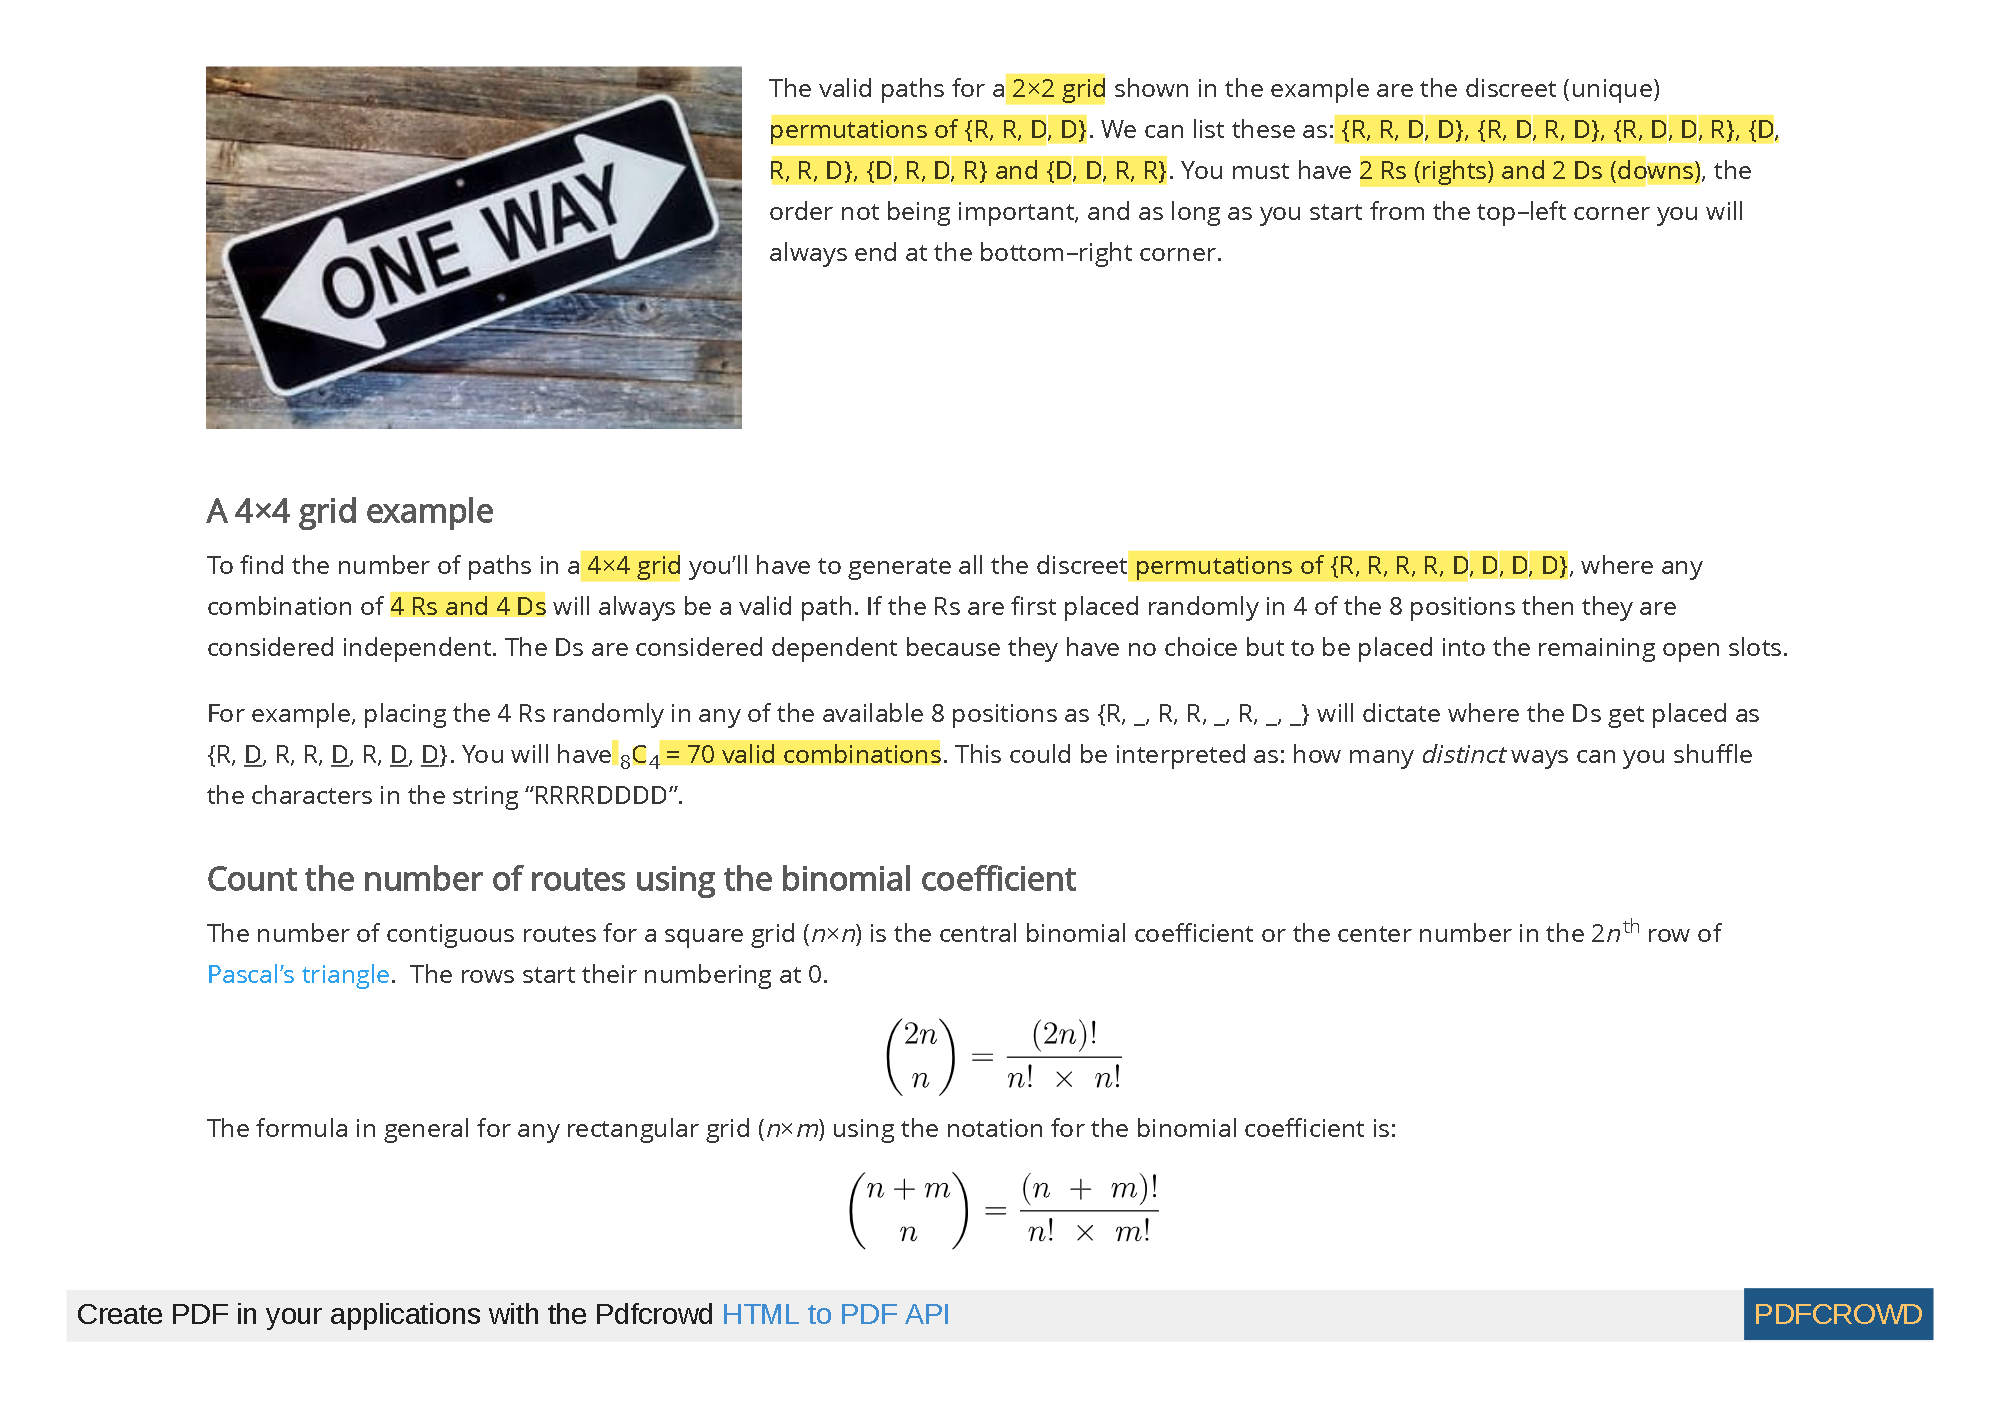 ONE WAY
The valid paths for a 2×2 grid shown in the example are the discreet (unique)
permutations of {R, R, D, D}. We can list these as: {R, R, D, D}, {R, D, R, D}, {R, D, D, R}, {D,
R, R, D}, {D, R, D, R} and {D, D, R, R}. You must have 2 Rs (rights) and 2 Ds (downs), the
order not being important, and as long as you start from the top–left corner you will
always end at the bottom–right corner.
A 4×4 grid example
To find the number of paths in a 4×4 grid you’ll have to generate all the discreet permutations of {R, R, R, R, D, D, D, D}, where any
combination of 4 Rs and 4 Ds will always be a valid path. If the Rs are first placed randomly in 4 of the 8 positions then they are
considered independent. The Ds are considered dependent because they have no choice but to be placed into the remaining open slots.
For example, placing the 4 Rs randomly in any of the available 8 positions as {R, _, R, R, _, R, _, _} will dictate where the Ds get placed as
{R, D, R, R, D, R, D, D}. You will have ₈C₄ = 70 valid combinations. This could be interpreted as: how many distinct ways can you shuffle
the characters in the string “RRRRDDDD”.
Count the number of routes using the binomial coefficient
The number of contiguous routes for a square grid (n×n) is the central binomial coefficient or the center number in the 2nth row of
Pascal’s triangle. The rows start their numbering at 0.
(2n n) = (2n)! / n! × n!
The formula in general for any rectangular grid (n×m) using the notation for the binomial coefficient is:
(n + m n) = (n + m)! / n! × m!
Create PDF in your applications with the Pdfcrowd HTML to PDF API
PDFCROWD